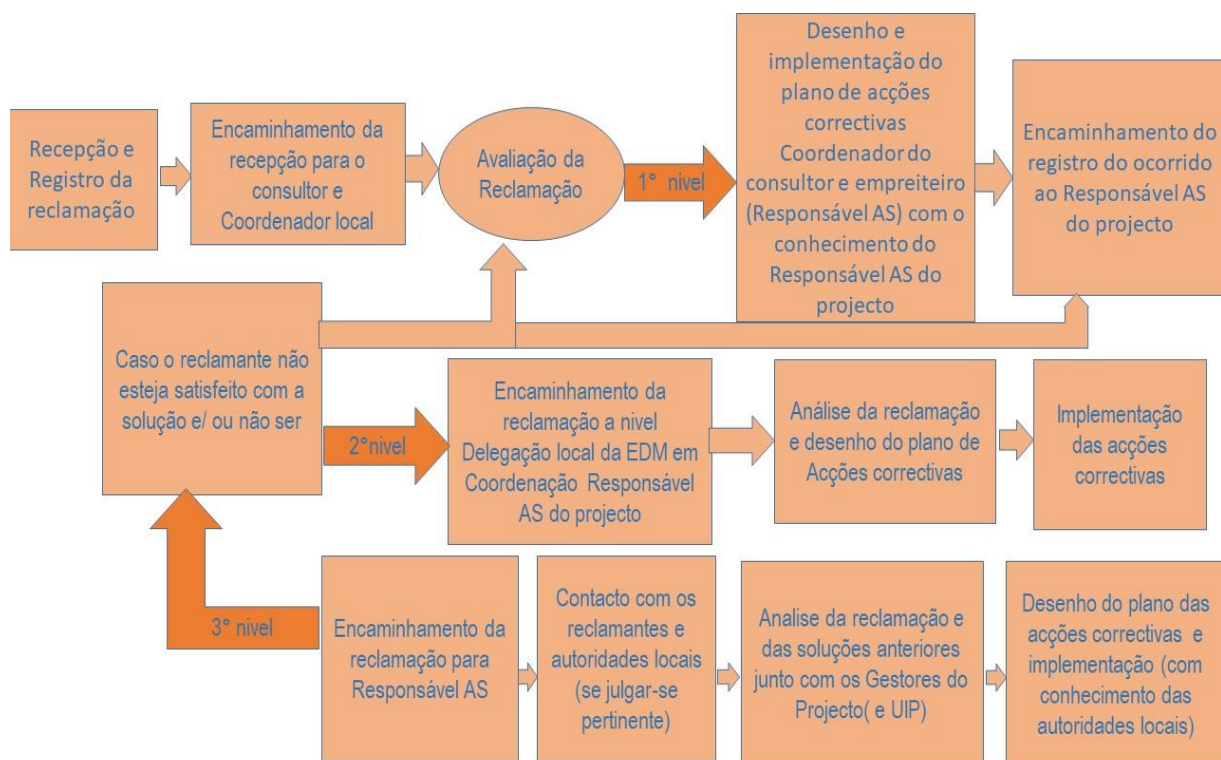 Recepção e
Registro da
reclamação
Encaminhamento da
recepção para o
consultor e
Coordenador local
Avaliação da
Reclamação
1° nivel
Desenho e
implementação do
plano de acções
correctivas
Coordenador do
consultor e empreiteiro
(Responsável AS) com o
conhecimento do
Responsável AS do
projecto
Encaminhamento do
registro do ocorrido
ao Responsável AS
do projecto
Caso o reclamante não
esteja satisfeito com a
solução e/ ou não ser
2°nivel
Encaminhamento da
reclamação a nivel
Delegação local da EDM em
Coordenação Responsável
AS do projecto
Análise da reclamação
e desenho do plano de
Acções correctivas
Implementação
das acções
correctivas
3° nivel
Encaminhamento da
reclamação para
Responsável AS
Contacto com os
reclamantes e
autoridades locais
(se julgar-se
pertinente)
Analise da reclamação e
das soluções anteriores
junto com os Gestores do
Projecto( e UIP)
Desenho do plano das
acções correctivas e
implementação (com
conhecimento das
autoridades locais)